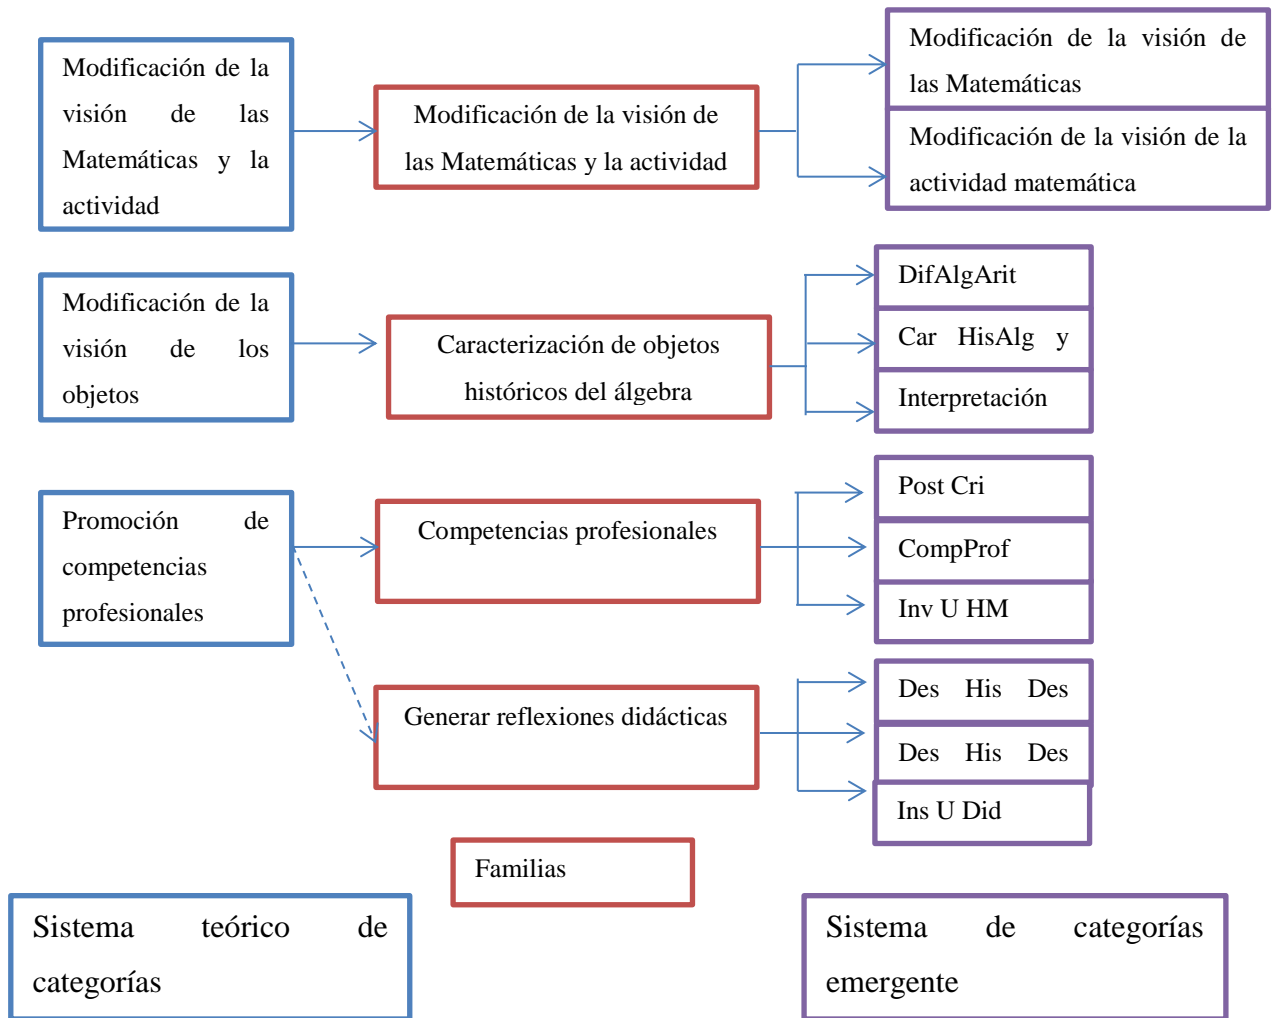 Modificación de la
visión de las
Matemáticas y la
actividad
Modificación de la visión de
las Matemáticas y la actividad
Modificación de la visión de
las Matemáticas
Modificación de la visión de la
actividad matemática
Modificación de la
visión de los
objetos
Caracterización de objetos
históricos del álgebra
DifAlgArit
Car HisAlg y
Interpretación
Promoción de
competencias
profesionales
Competencias profesionales
Post Cri
CompProf
Inv U HM
Generar reflexiones didácticas
Des His Des
Des His Des
Ins U Did
Familias
Sistema teórico de
categorías
Sistema de categorías
emergente